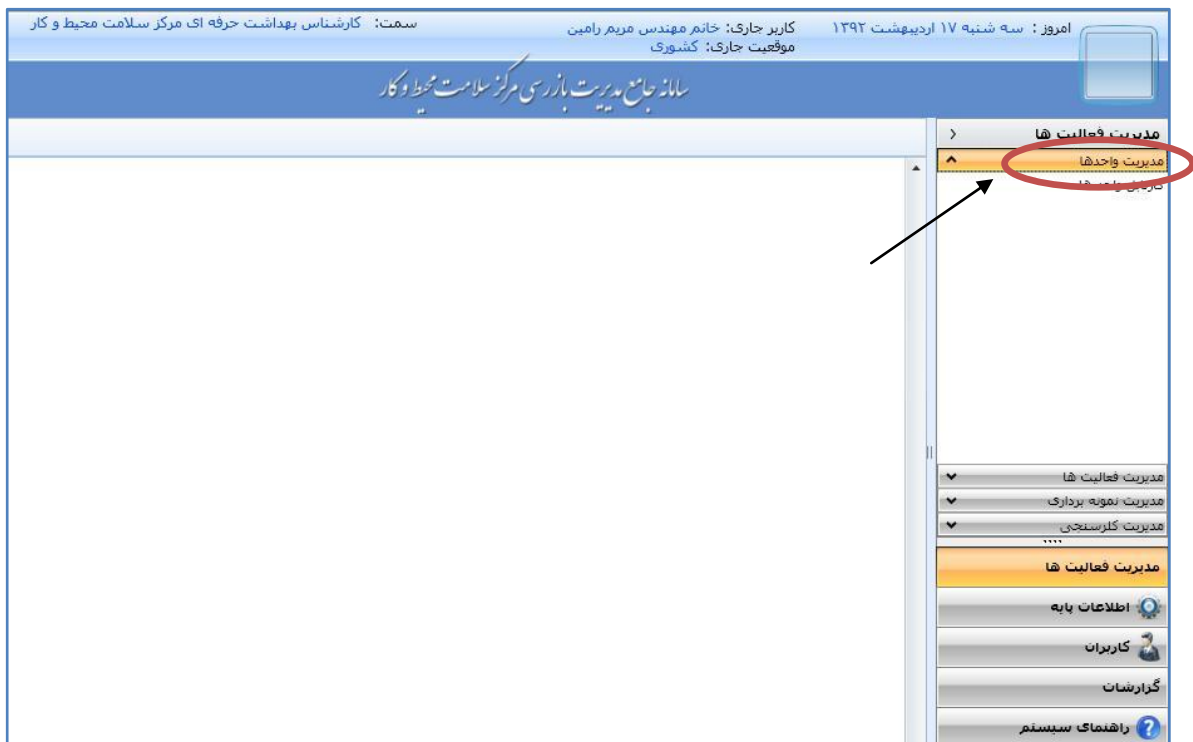 امروز : سه شنبه ۱۷ اردیبهشت ۱۳۹۲
کاربر جاری: خانم مهندس مریم رامین
سمت: کارشناس بهداشت حرفه ای مرکز سلامت محیط و کار
موقعیت جاری: کشوری
سامانه جامع مدیریت بازرسی مرکز سلامت محیط و کار
مدیریت فعالیت ها
مدیریت واحدها
مدیریت فعالیت ها
مدیریت نمونه برداری
مدیریت کلرسنجی
مدیریت فعالیت ها
اطلاعات پایه
کاربران
گزارشات
راهنمای سیستم